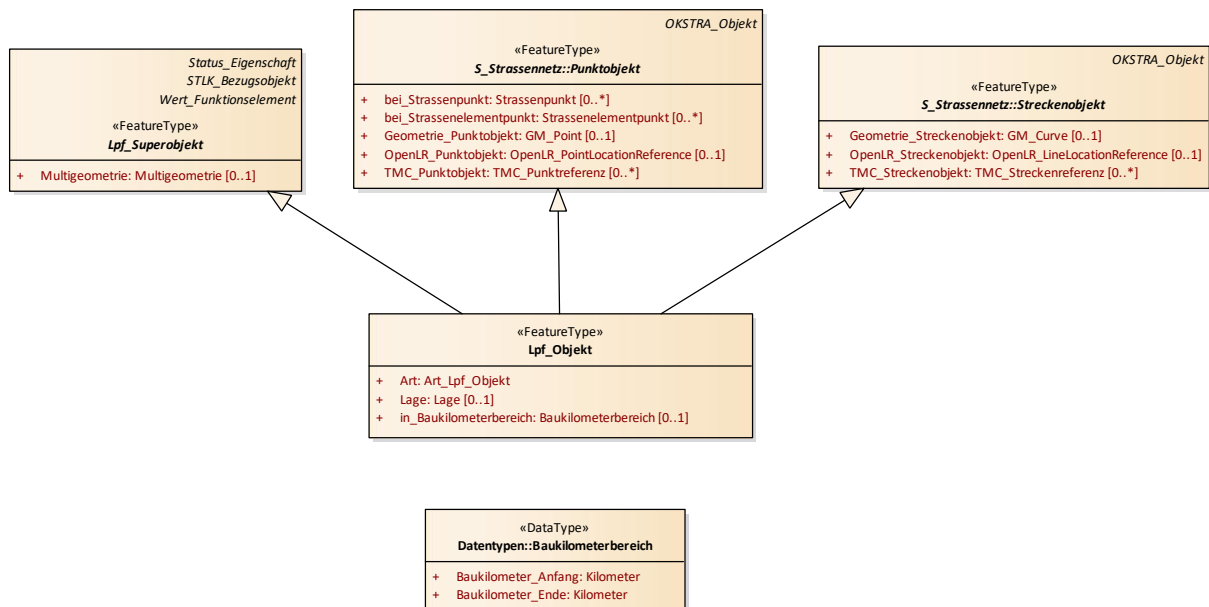 Status_Eigenschaft
STLK_Bezugsobjekt
Wert_Funktionselement
«FeatureType»
Lpf_Superobjekt
+ Multigeometrie: Multigeometrie [0..1]
OKSTRA_Objekt
«FeatureType»
S_Strassennetz::Punktobjekt
+ bei_Strassenpunkt: Strassenpunkt [0..*]
+ bei_Strassenelementpunkt: Strassenelementpunkt [0..*]
+ Geometrie_Punktobjekt: GM_Point [0..1]
+ OpenLR_Punktobjekt: OpenLR_PointLocationReference [0..1]
+ TMC_Punktobjekt: TMC_Punktreferenz [0..*]
OKSTRA_Objekt
«FeatureType»
S_Strassennetz::Streckenobjekt
+ Geometrie_Streckenobjekt: GM_Curve [0..1]
+ OpenLR_Streckenobjekt: OpenLR_LineLocationReference [0..1]
+ TMC_Streckenobjekt: TMC_Streckenreferenz [0..*]
«FeatureType»
Lpf_Objekt
+ Art: Art_Lpf_Objekt
+ Lage: Lage [0..1]
+ in_Baukilometerbereich: Baukilometerbereich [0..1]
«DataType»
Datentypen::Baukilometerbereich
+ Baukilometer_Anfang: Kilometer
+ Baukilometer_Ende: Kilometer